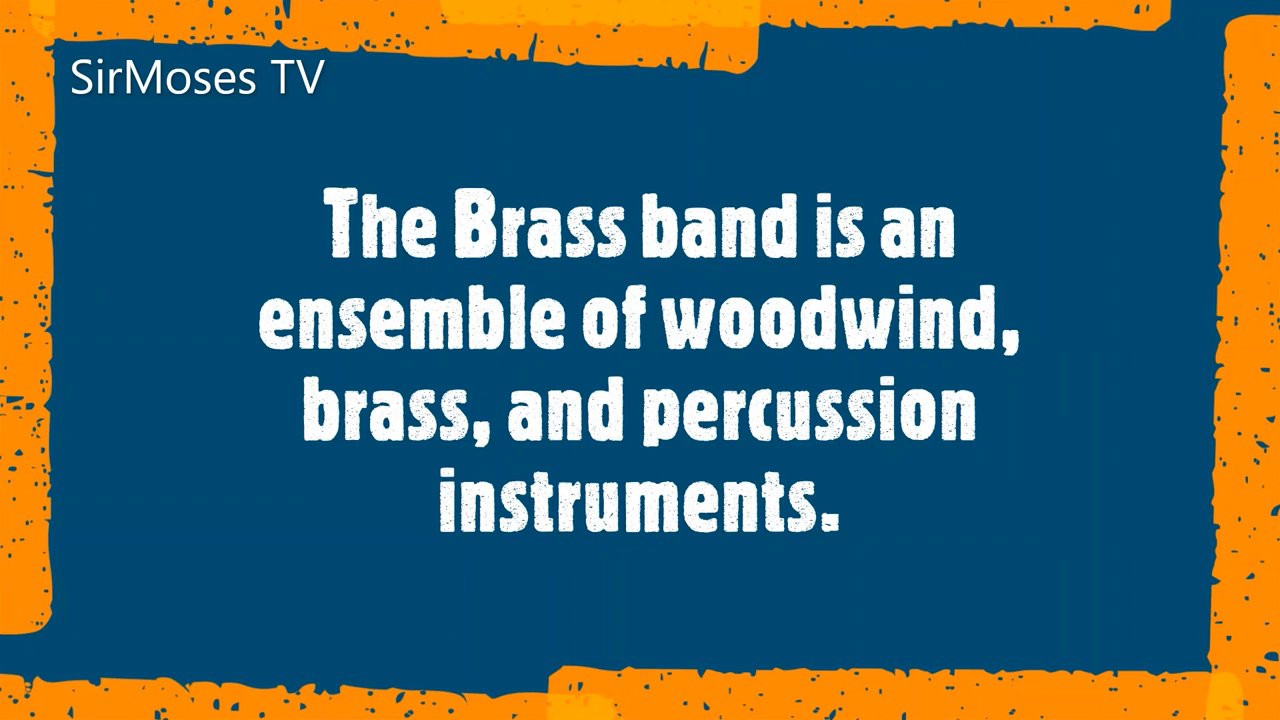 SirMoses TV
The Brass band is an
ensemble of woodwind,
brass, and percussion
instruments.